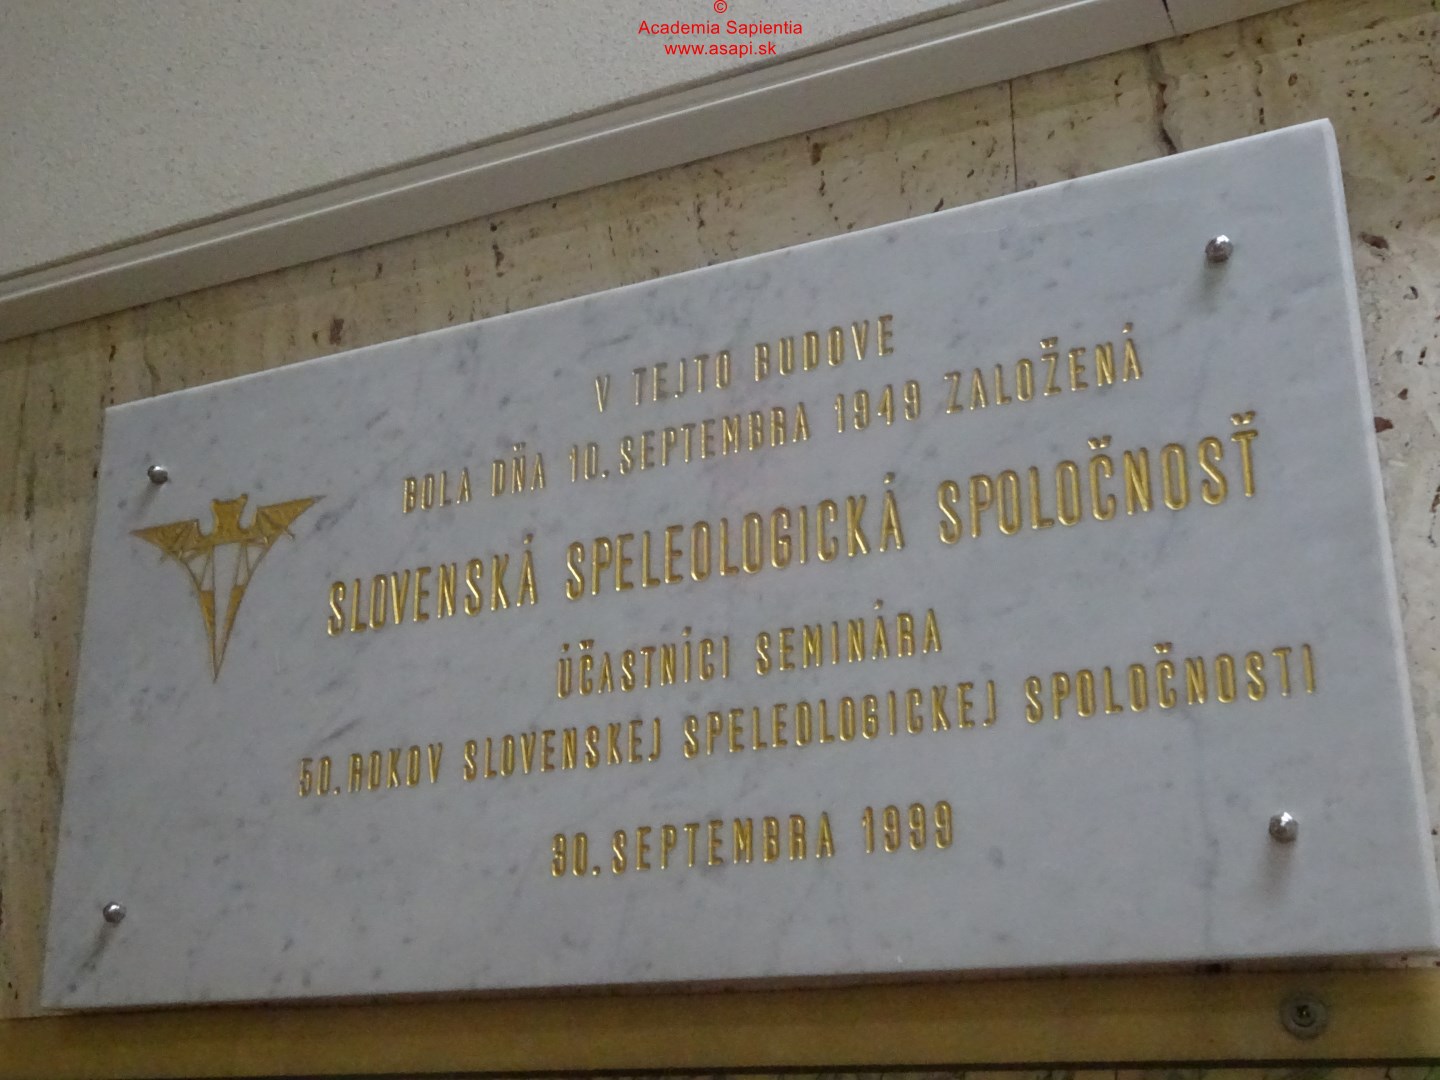 ©
Academia Sapientia
www.asapi.sk
V TEJTO BUDOVE
BOLA DŇA 10. SEPTEMBRA 1949 ZALOŽENÁ
SLOVENSKÁ SPELEOLOGICKÁ SPOLOČNOSŤ
ÚČASTNÍCI SEMINÁRA
50. ROKOV SLOVENSKEJ SPELEOLOGICKEJ SPOLOČNOSTI
30. SEPTEMBRA 1999